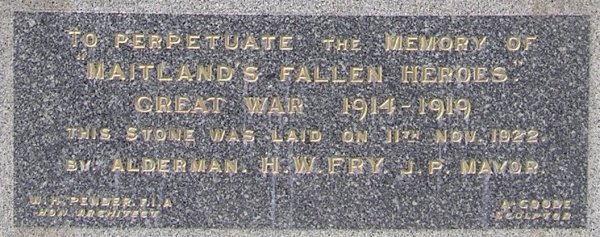 TO PERPETUATE THE MEMORY OF
"MAITLAND'S FALLEN HEROES"
GREAT WAR 1914-1919
THIS STONE WAS LAID ON 11TH NOV. 1922
BY ALDERMAN. H.W. FRY. J.P. MAYOR
W.H. PENDER. F.I.A
HON. ARCHITECT
A. GOODE
SCULPTOR